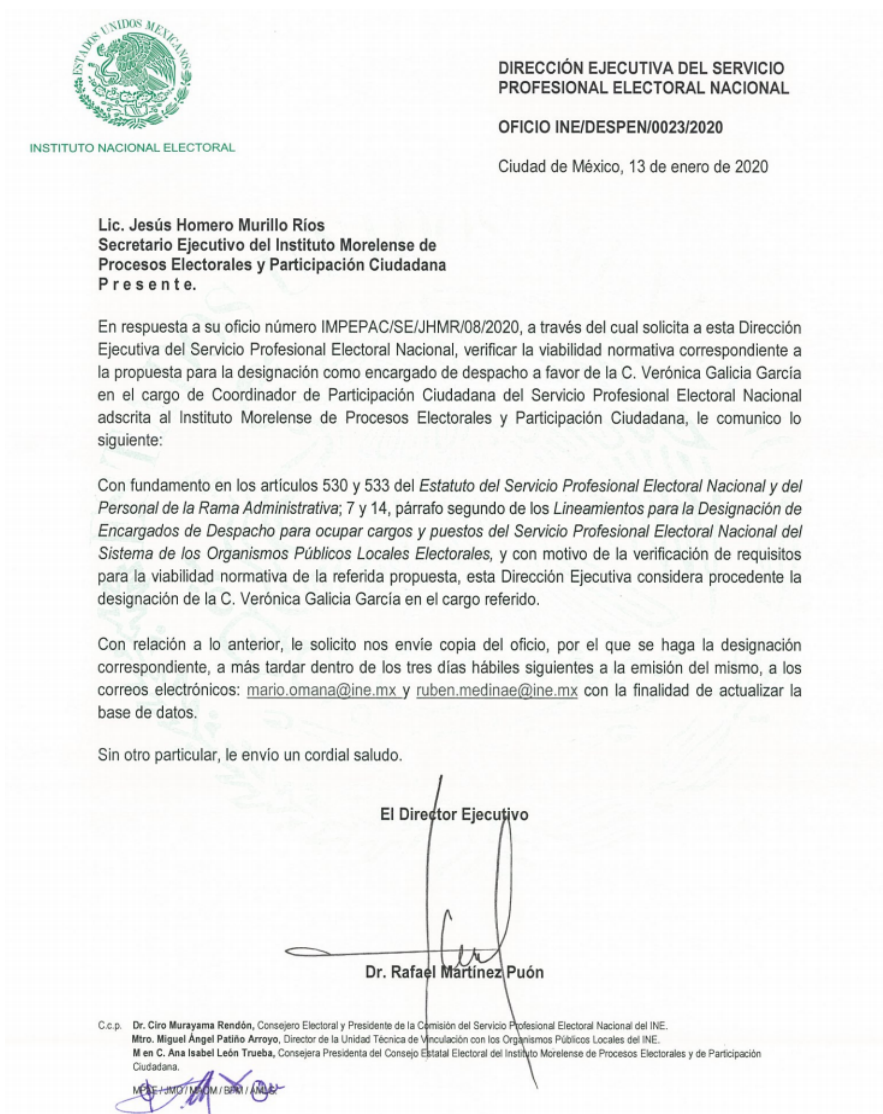 ESTADOS UNIDOS MEXICANOS
INSTITUTO NACIONAL ELECTORAL
DIRECCIÓN EJECUTIVA DEL SERVICIO
PROFESIONAL ELECTORAL NACIONAL
OFICIO INE/DESPEN/0023/2020
Ciudad de México, 13 de enero de 2020
Lic. Jesús Homero Murillo Ríos
Secretario Ejecutivo del Instituto Morelense de
Procesos Electorales y Participación Ciudadana
P r e s e n t e.
En respuesta a su oficio número IMPEPAC/SE/JHMR/08/2020, a través del cual solicita a esta Dirección
Ejecutiva del Servicio Profesional Electoral Nacional, verificar la viabilidad normativa correspondiente a
la propuesta para la designación como encargado de despacho a favor de la C. Verónica Galicia García
en el cargo de Coordinador de Participación Ciudadana del Servicio Profesional Electoral Nacional
adscrita al Instituto Morelense de Procesos Electorales y Participación Ciudadana, le comunico lo
siguiente:
Con fundamento en los artículos 530 y 533 del Estatuto del Servicio Profesional Electoral Nacional y del
Personal de la Rama Administrativa; 7 y 14, párrafo segundo de los Lineamientos para la Designación de
Encargados de Despacho para ocupar cargos y puestos del Servicio Profesional Electoral Nacional del
Sistema de los Organismos Públicos Locales Electorales, y con motivo de la verificación de requisitos
para la viabilidad normativa de la referida propuesta, esta Dirección Ejecutiva considera procedente la
designación de la C. Verónica Galicia García en el cargo referido.
Con relación a lo anterior, le solicito nos envíe copia del oficio, por el que se haga la designación
correspondiente, a más tardar dentro de los tres días hábiles siguientes a la emisión del mismo, a los
correos electrónicos: mario.omana@ine.mx y ruben.medinae@ine.mx con la finalidad de actualizar la
base de datos.
Sin otro particular, le envío un cordial saludo.
El Director Ejecutivo
Dr. Rafael Martínez Puón
C.c.p. Dr. Ciro Murayama Rendón, Consejero Electoral y Presidente de la Comisión del Servicio Profesional Electoral Nacional del INE.
Mtro. Miguel Ángel Patiño Arroyo, Director de la Unidad Técnica de Vinculación con los Organismos Públicos Locales del INE.
M en C. Ana Isabel León Trueba, Consejera Presidenta del Consejo Estatal Electoral del Instituto Morelense de Procesos Electorales y de Participación
Ciudadana.